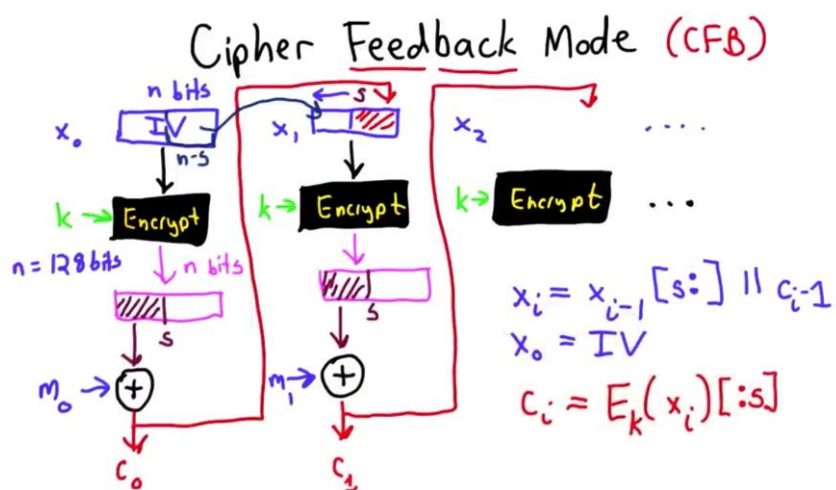 Cipher Feedback Mode (CFB)
n bits
s
x₀ IV x₁ x₂ ....
n-s
k → Encrypt k → Encrypt k → Encrypt ...
n = 128 bits n bits
s s
xᵢ = xᵢ₋₁ [s:] || cᵢ₋₁
x₀ = IV
m₀ → + m₁ → +
cᵢ = Eₖ(xᵢ)[:s]
c₀ c₁